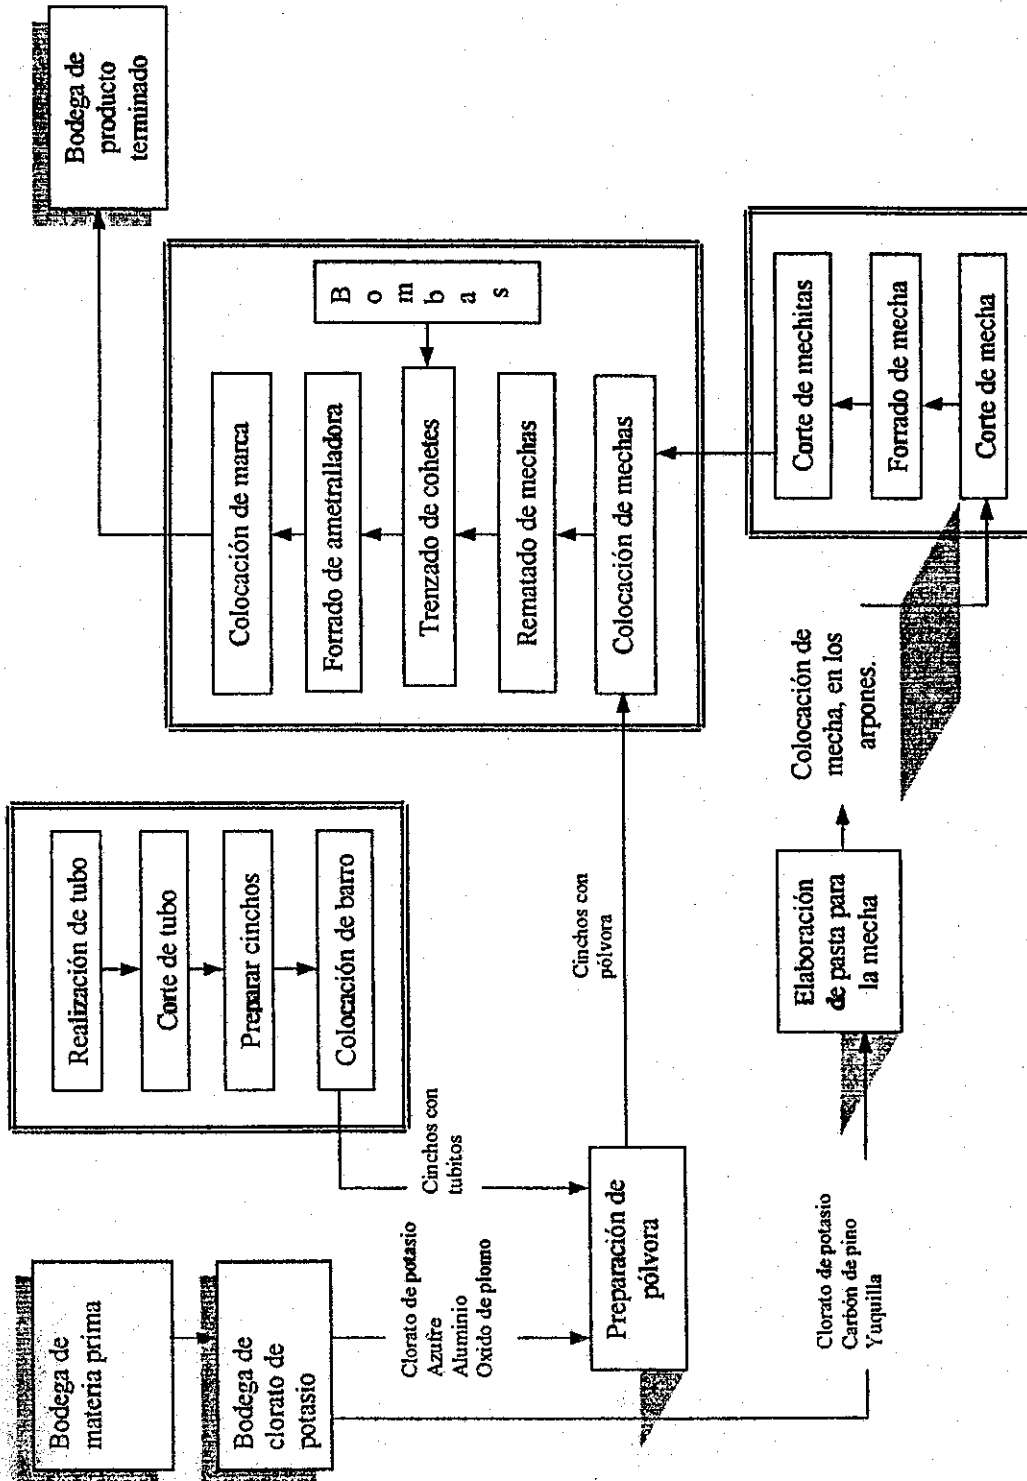 Bodega de
materia prima
Bodega de
clorato de
potasio
Realización de tubo
Corte de tubo
Preparar cinchos
Colocación de barro
Cinchos con
tubitos
Clorato de potasio
Azufre
Aluminio
Oxido de plomo
Preparación de
pólvora
Cinchos con
pólvora
Colocación de marca
Forrado de ametralladora
Trenzado de cohetes
Rematado de mechas
Colocación de mechas
B
o
m
b
a
s
Bodega de
producto
terminado
Clorato de potasio
Carbón de pino
Yuquilla
Elaboración
de pasta para
la mecha
Colocación de
mecha, en los
arpones.
Corte de mechitas
Forrado de mecha
Corte de mecha